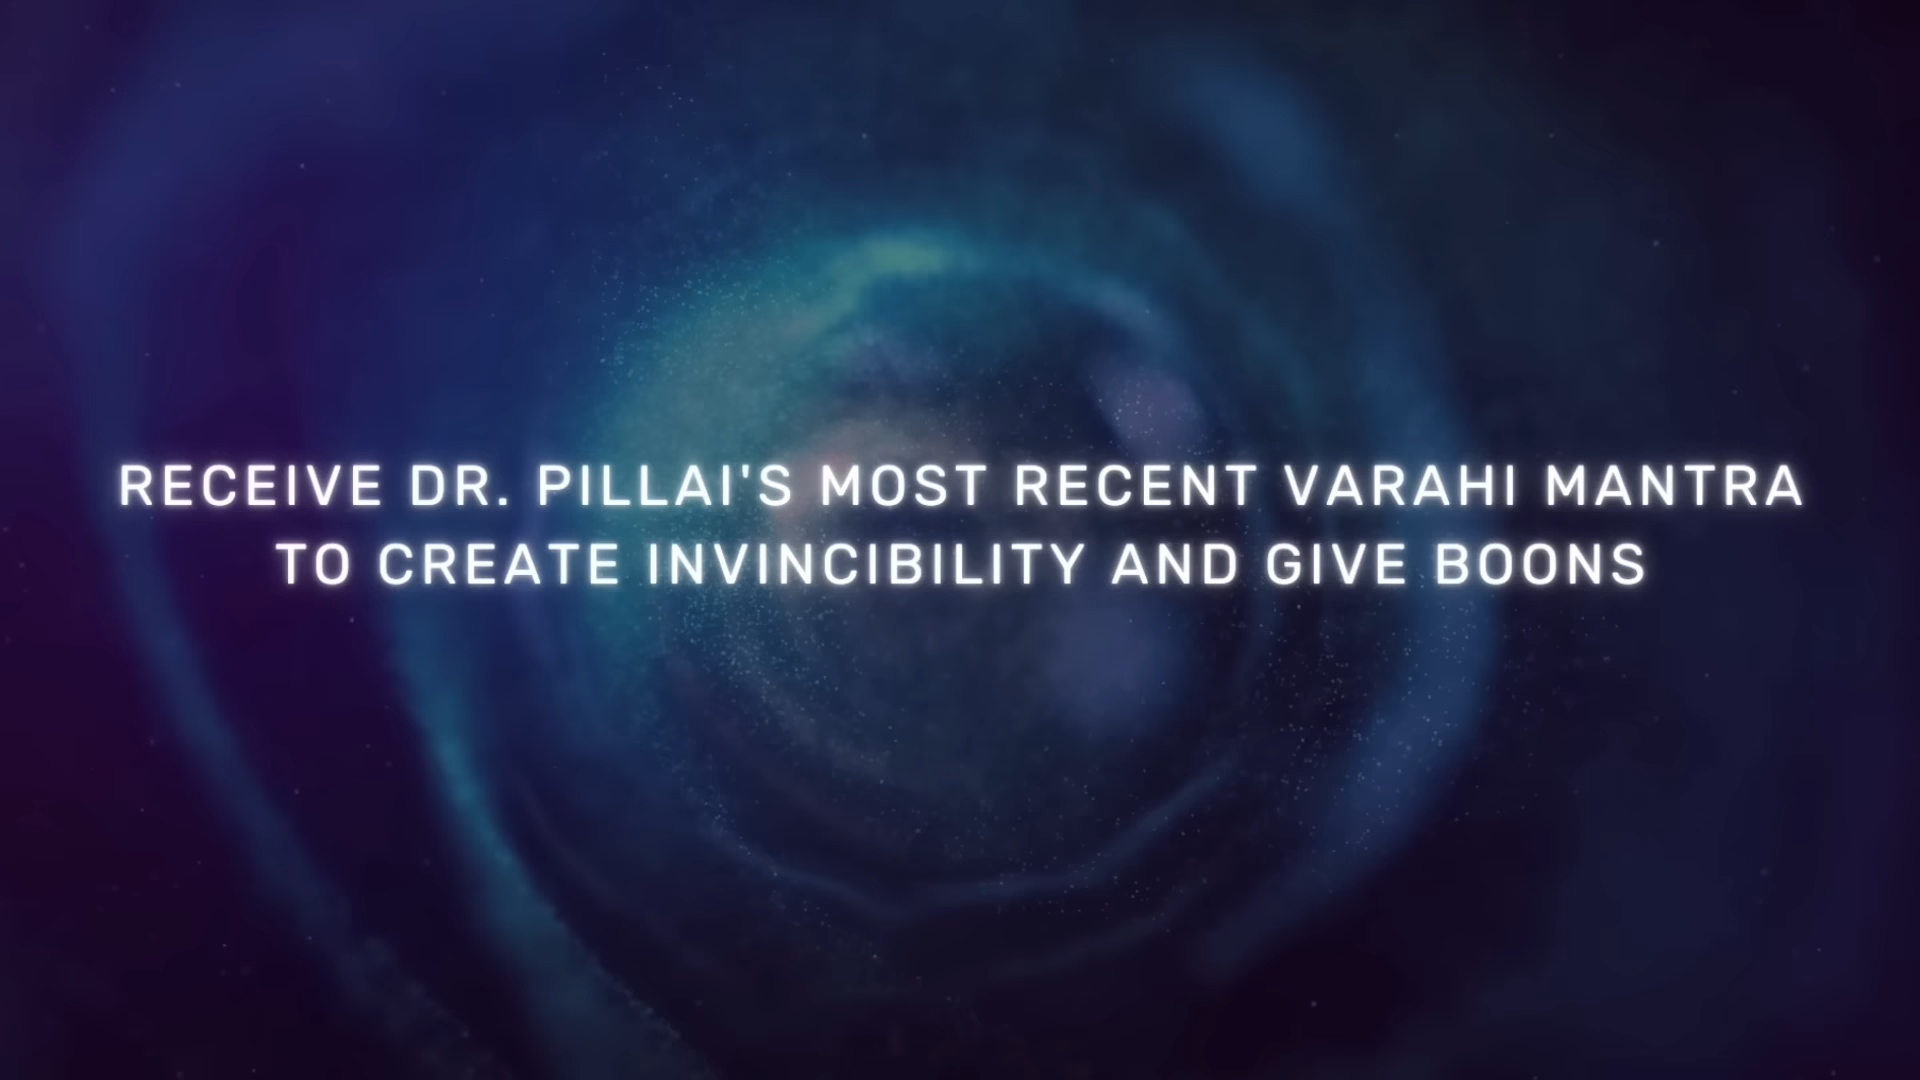 RECEIVE DR. PILLAI'S MOST RECENT VARAHI MANTRA
TO CREATE INVINCIBILITY AND GIVE BOONS